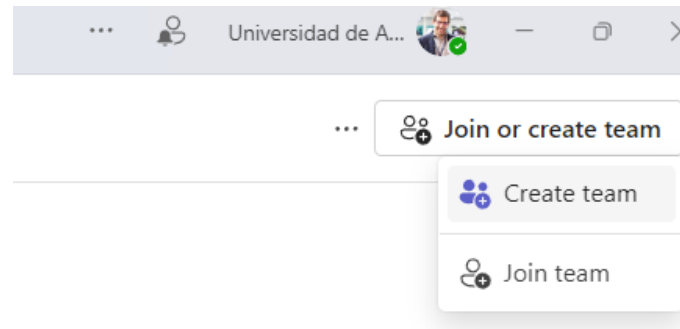 Universidad de A...
Join or create team
Create team
Join team